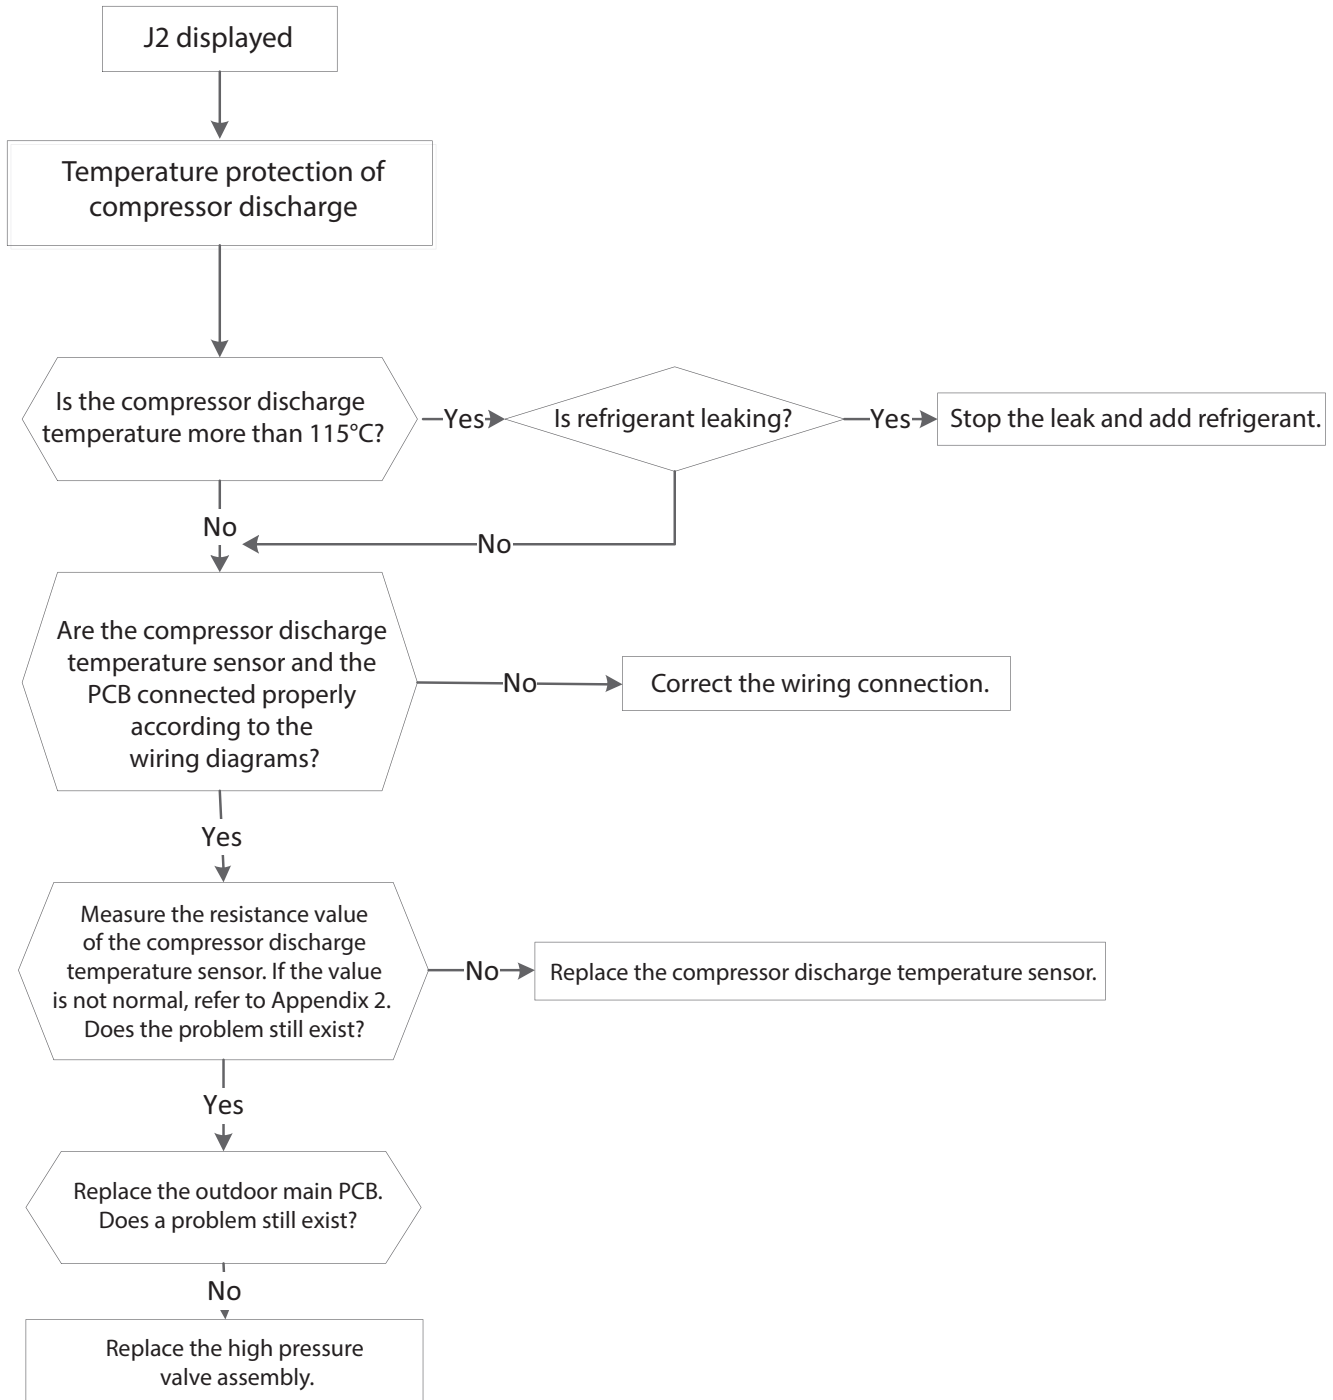 J2 displayed
Temperature protection of
compressor discharge
Is the compressor discharge
temperature more than 115°C?
Yes
Is refrigerant leaking?
Yes
Stop the leak and add refrigerant.
No
No
Are the compressor discharge
temperature sensor and the
PCB connected properly
according to the
wiring diagrams?
No
Correct the wiring connection.
Yes
Measure the resistance value
of the compressor discharge
temperature sensor. If the value
is not normal, refer to Appendix 2.
Does the problem still exist?
No
Replace the compressor discharge temperature sensor.
Yes
Replace the outdoor main PCB.
Does a problem still exist?
No
Replace the high pressure
valve assembly.